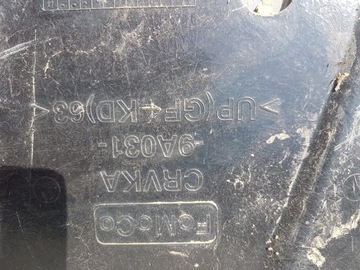 FoMoCo
CRVKA
-9A031-
>UP(GF+KD)63<